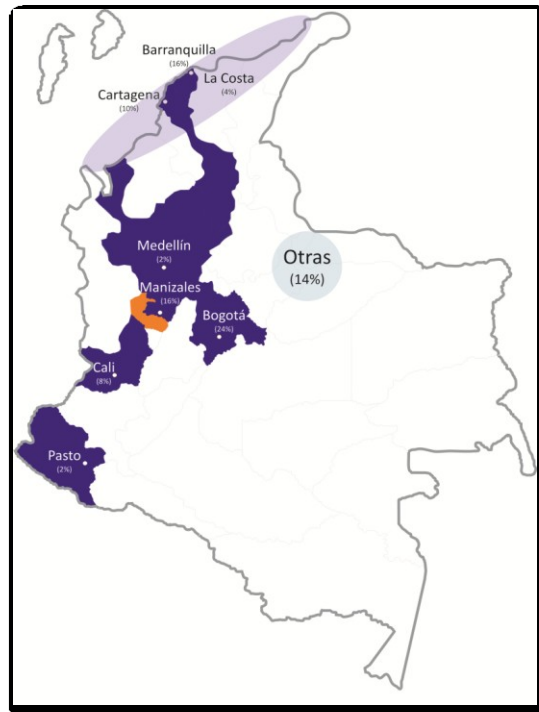 Barranquilla
(16%)
La Costa
(4%)
Cartagena
(10%)
Medellín
(2%)
Otras
(14%)
Manizales
(16%)
Bogotá
(24%)
Cali
(8%)
Pasto
(2%)